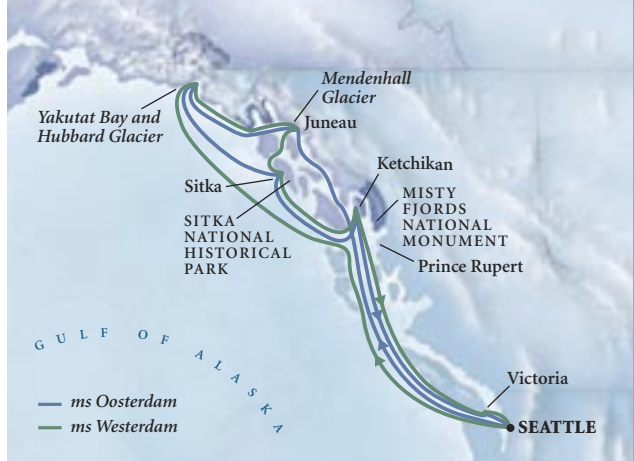 Mendenhall
Glacier
Juneau
Yakutat Bay and
Hubbard Glacier
Ketchikan
Sitka
MISTY
FJORDS
NATIONAL
MONUMENT
SITKA
NATIONAL
HISTORICAL
PARK
Prince Rupert
GULF OF ALASKA
Victoria
ms Oosterdam
ms Westerdam
SEATTLE